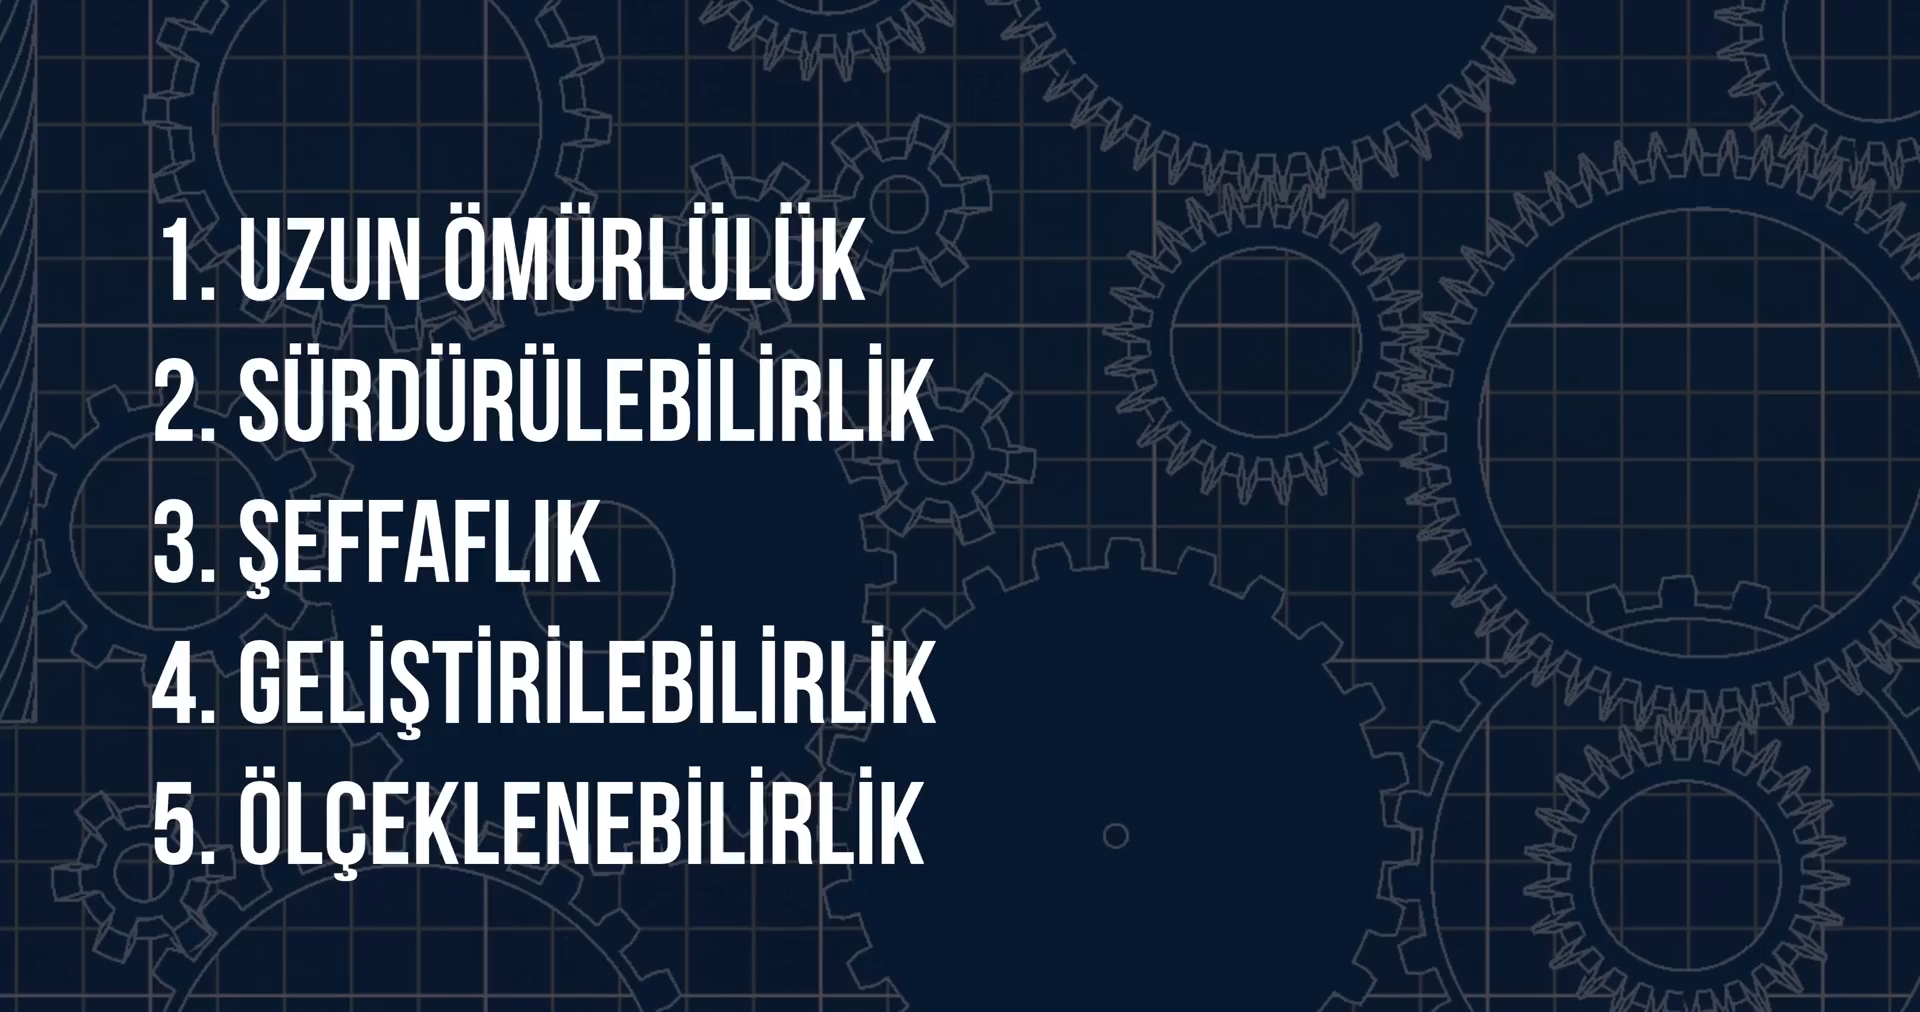 1. UZUN ÖMÜRLÜLÜK
2. SÜRDÜRÜLEBİLİRLİK
3. ŞEFFAFLIK
4. GELİŞTİRİLEBİLİRLİK
5. ÖLÇEKLENEBİLİRLİK